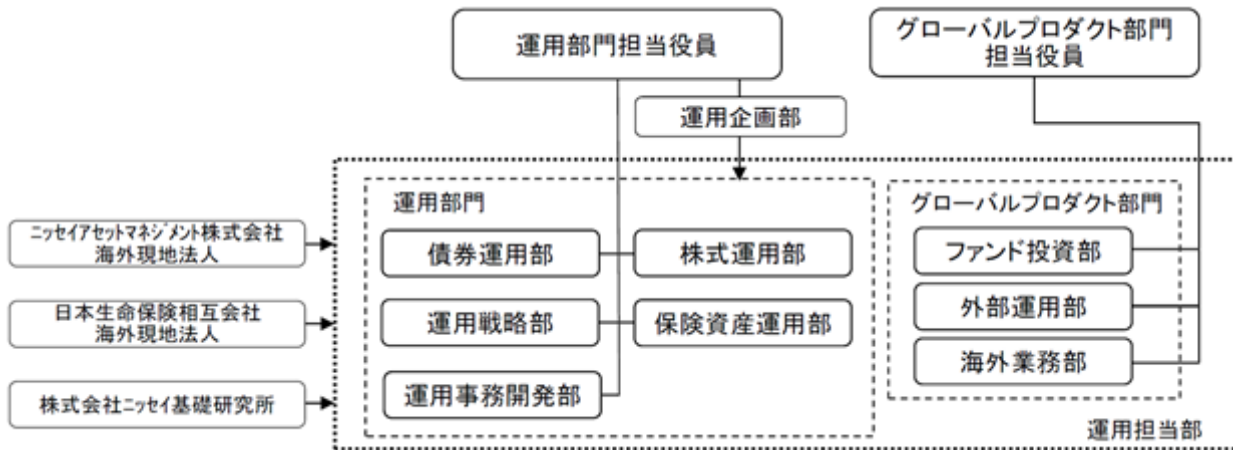 運用部門担当役員
グローバルプロダクト部門
担当役員
運用企画部
運用部門
グローバルプロダクト部門
ニッセイアセットマネジメント株式会社
海外現地法人
債券運用部
株式運用部
ファンド投資部
日本生命保険相互会社
海外現地法人
運用戦略部
保険資産運用部
外部運用部
海外業務部
株式会社ニッセイ基礎研究所
運用事務開発部
運用担当部